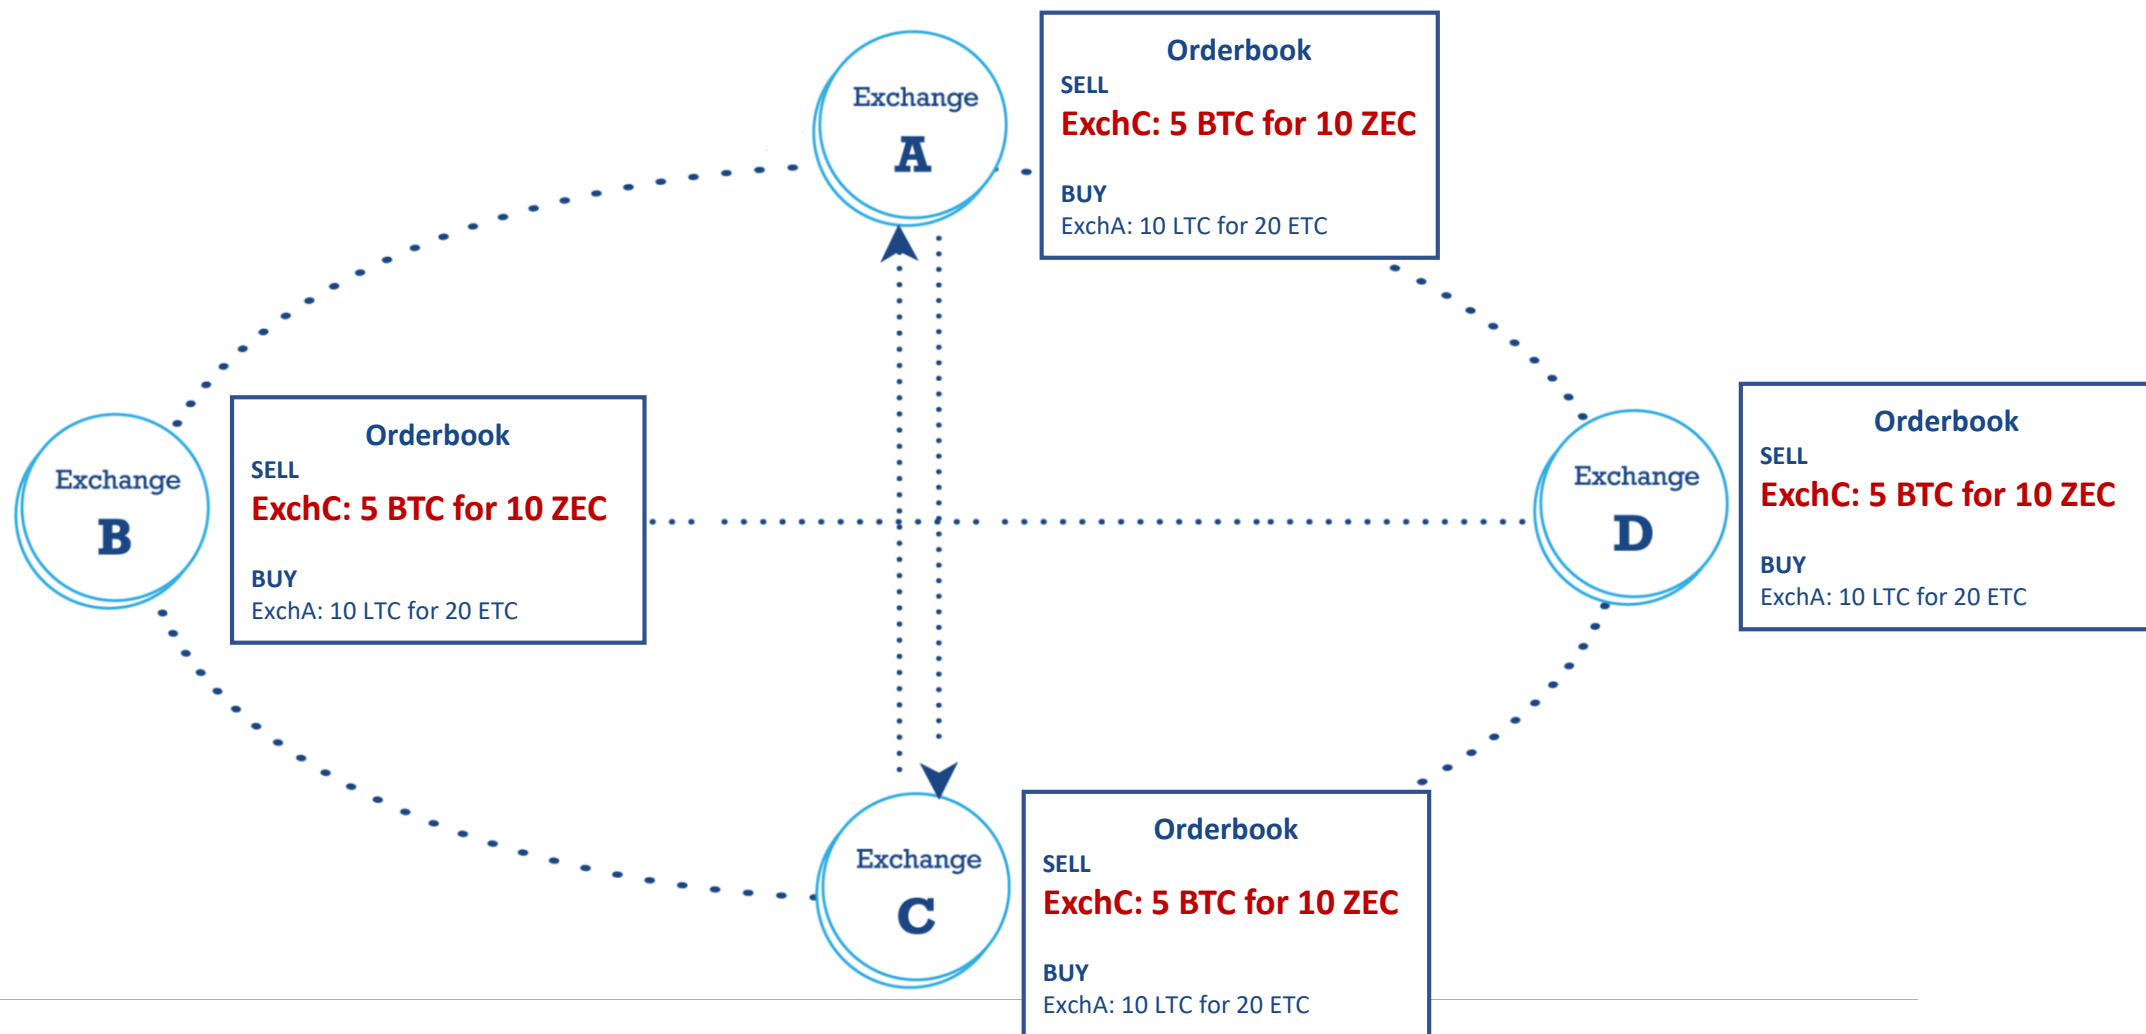 Exchange
A
Orderbook
SELL
ExchC: 5 BTC for 10 ZEC
BUY
ExchA: 10 LTC for 20 ETC
Exchange
B
Orderbook
SELL
ExchC: 5 BTC for 10 ZEC
BUY
ExchA: 10 LTC for 20 ETC
Exchange
D
Orderbook
SELL
ExchC: 5 BTC for 10 ZEC
BUY
ExchA: 10 LTC for 20 ETC
Exchange
C
Orderbook
SELL
ExchC: 5 BTC for 10 ZEC
BUY
ExchA: 10 LTC for 20 ETC